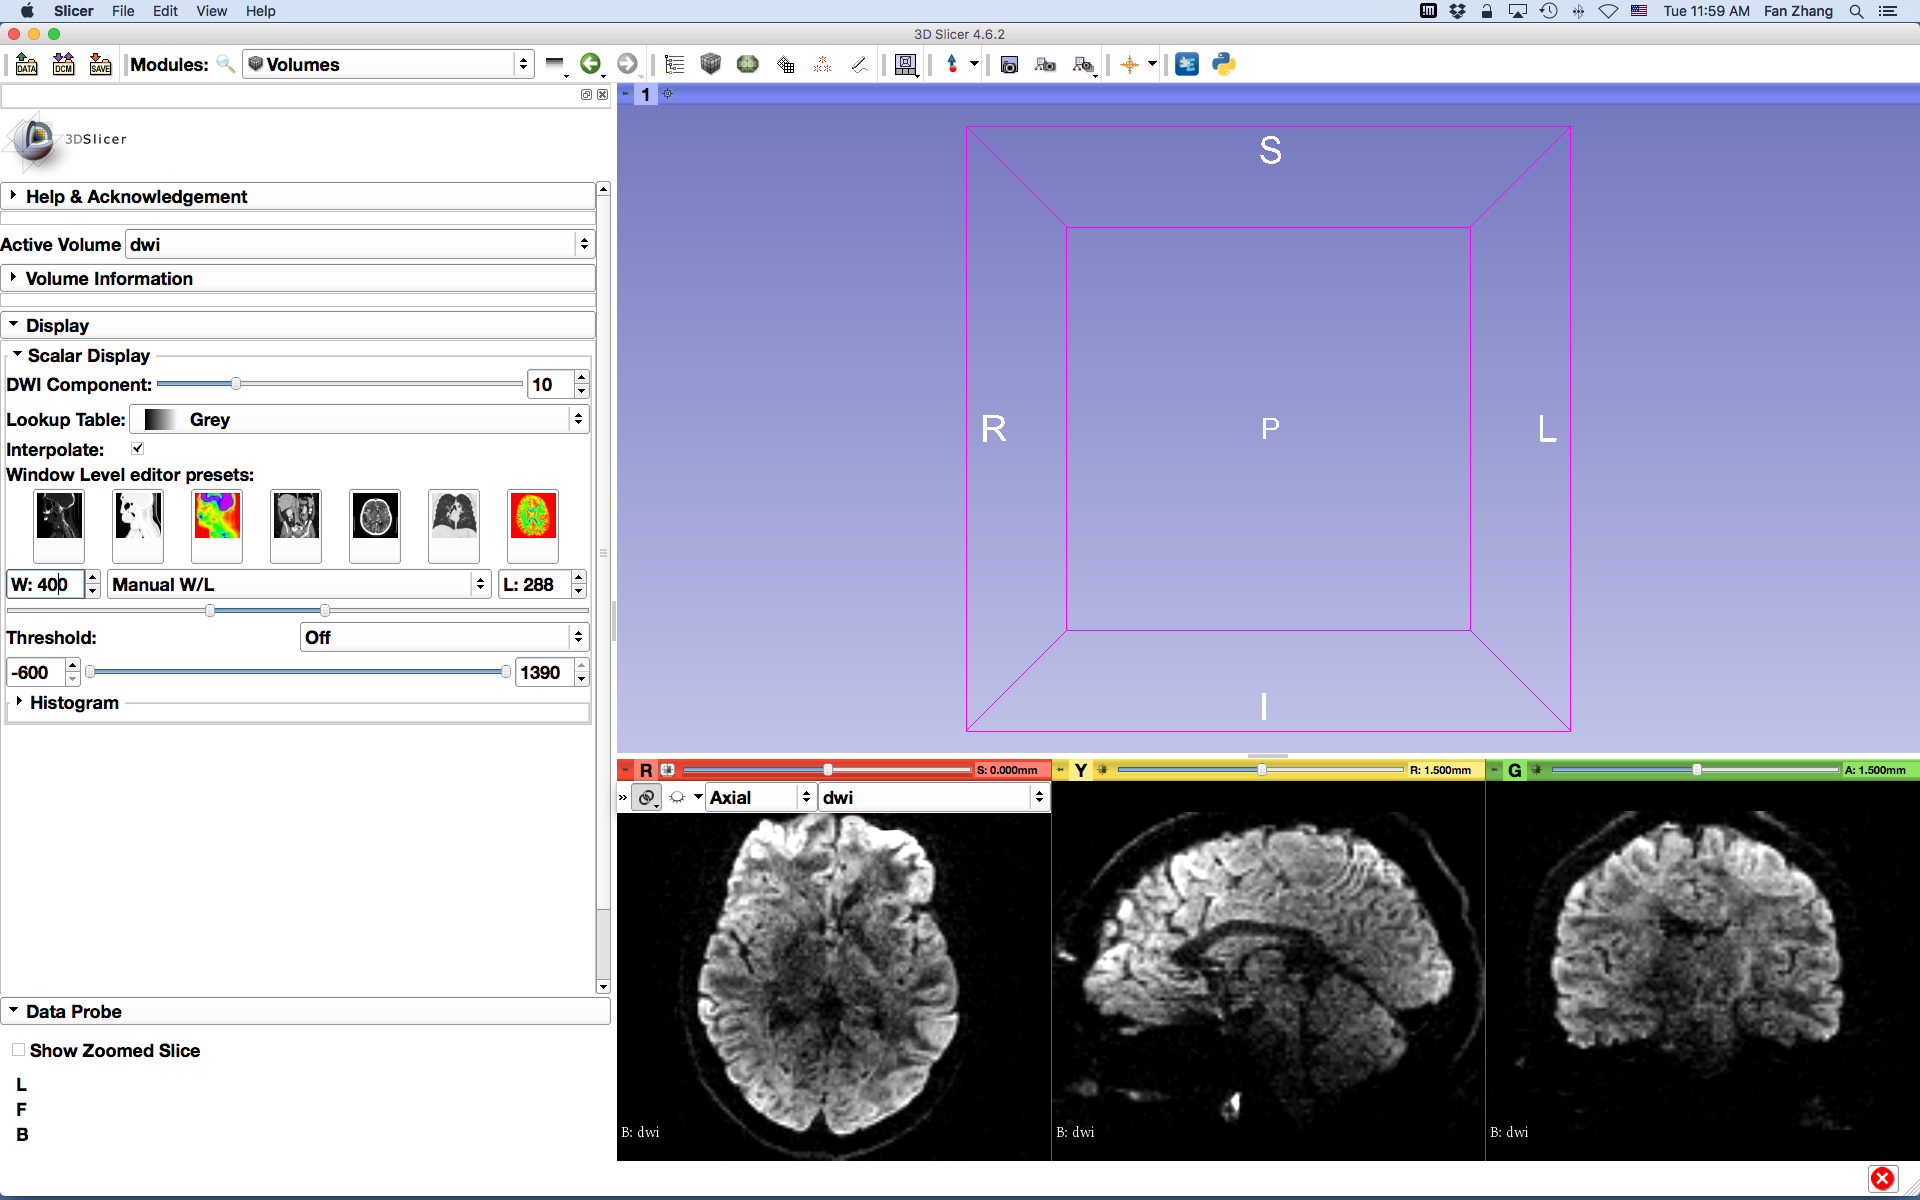 Slicer File Edit View Help Tue 11:59 AM Fan Zhang
3D Slicer 4.6.2
DATA DCM SAVE Modules: Volumes
1
3DSlicer
Help & Acknowledgement
Active Volume dwi
Volume Information
Display
Scalar Display
DWI Component: 10
Lookup Table: Grey
Interpolate:
Window Level editor presets:
W: 400 Manual W/L L: 288
Threshold: Off
-600 1390
Histogram
Data Probe
Show Zoomed Slice
L
F
B
S
R P L
I
R S: 0.000mm Y R: 1.500mm G A: 1.500mm
» Axial dwi
B: dwi B: dwi B: dwi